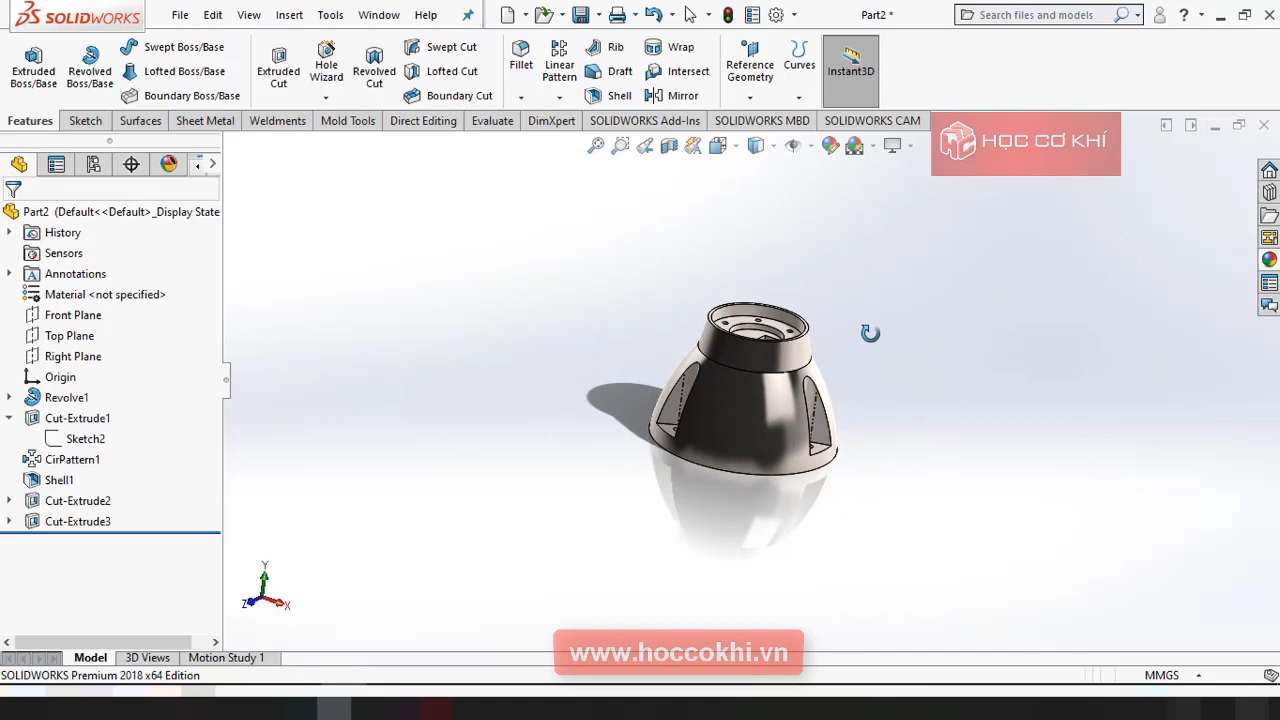 SOLIDWORKS
File Edit View Insert Tools Window Help
Part2 *
Search files and models
Extruded Boss/Base
Revolved Boss/Base
Swept Boss/Base
Lofted Boss/Base
Boundary Boss/Base
Extruded Cut
Hole Wizard
Revolved Cut
Swept Cut
Lofted Cut
Boundary Cut
Fillet
Linear Pattern
Rib
Draft
Shell
Wrap
Intersect
Mirror
Reference Geometry
Curves
Instant3D
Features Sketch Surfaces Sheet Metal Weldments Mold Tools Direct Editing Evaluate DimXpert SOLIDWORKS Add-Ins SOLIDWORKS MBD SOLIDWORKS CAM
HỌC CƠ KHÍ
Part2 (Default<<Default>_Display State
History
Sensors
Annotations
Material <not specified>
Front Plane
Top Plane
Right Plane
Origin
Revolve1
Cut-Extrude1
Sketch2
CirPattern1
Shell1
Cut-Extrude2
Cut-Extrude3
Y
Z
X
www.hoccokhi.vn
Model 3D Views Motion Study 1
SOLIDWORKS Premium 2018 x64 Edition
MMGS